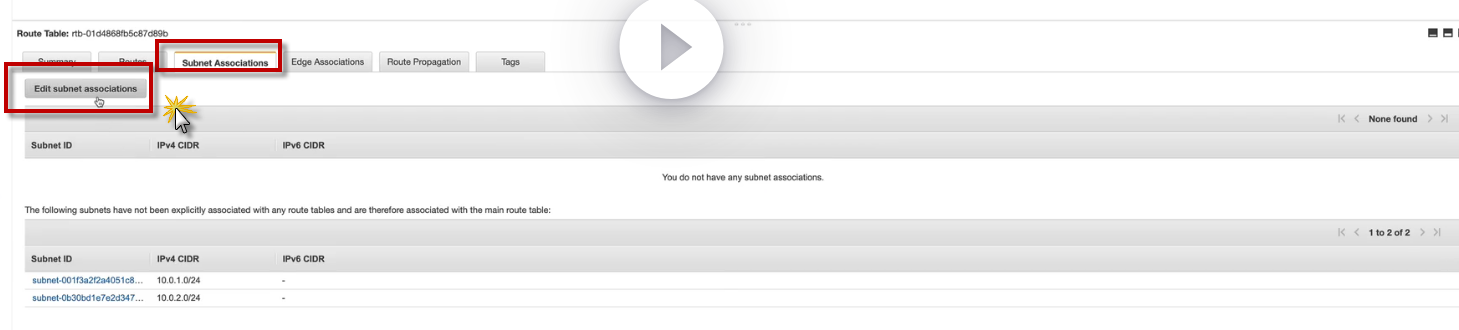 Route Table: rtb-01d4868fb5c87d89b
Summary Routes Subnet Associations Edge Associations Route Propagation Tags
Edit subnet associations
None found
Subnet ID IPv4 CIDR IPv6 CIDR
You do not have any subnet associations.
The following subnets have not been explicitly associated with any route tables and are therefore associated with the main route table:
1 to 2 of 2
Subnet ID IPv4 CIDR IPv6 CIDR
subnet-001f3a2f2a4051c8... 10.0.1.0/24 -
subnet-0b30bd1e7e2d347... 10.0.2.0/24 -